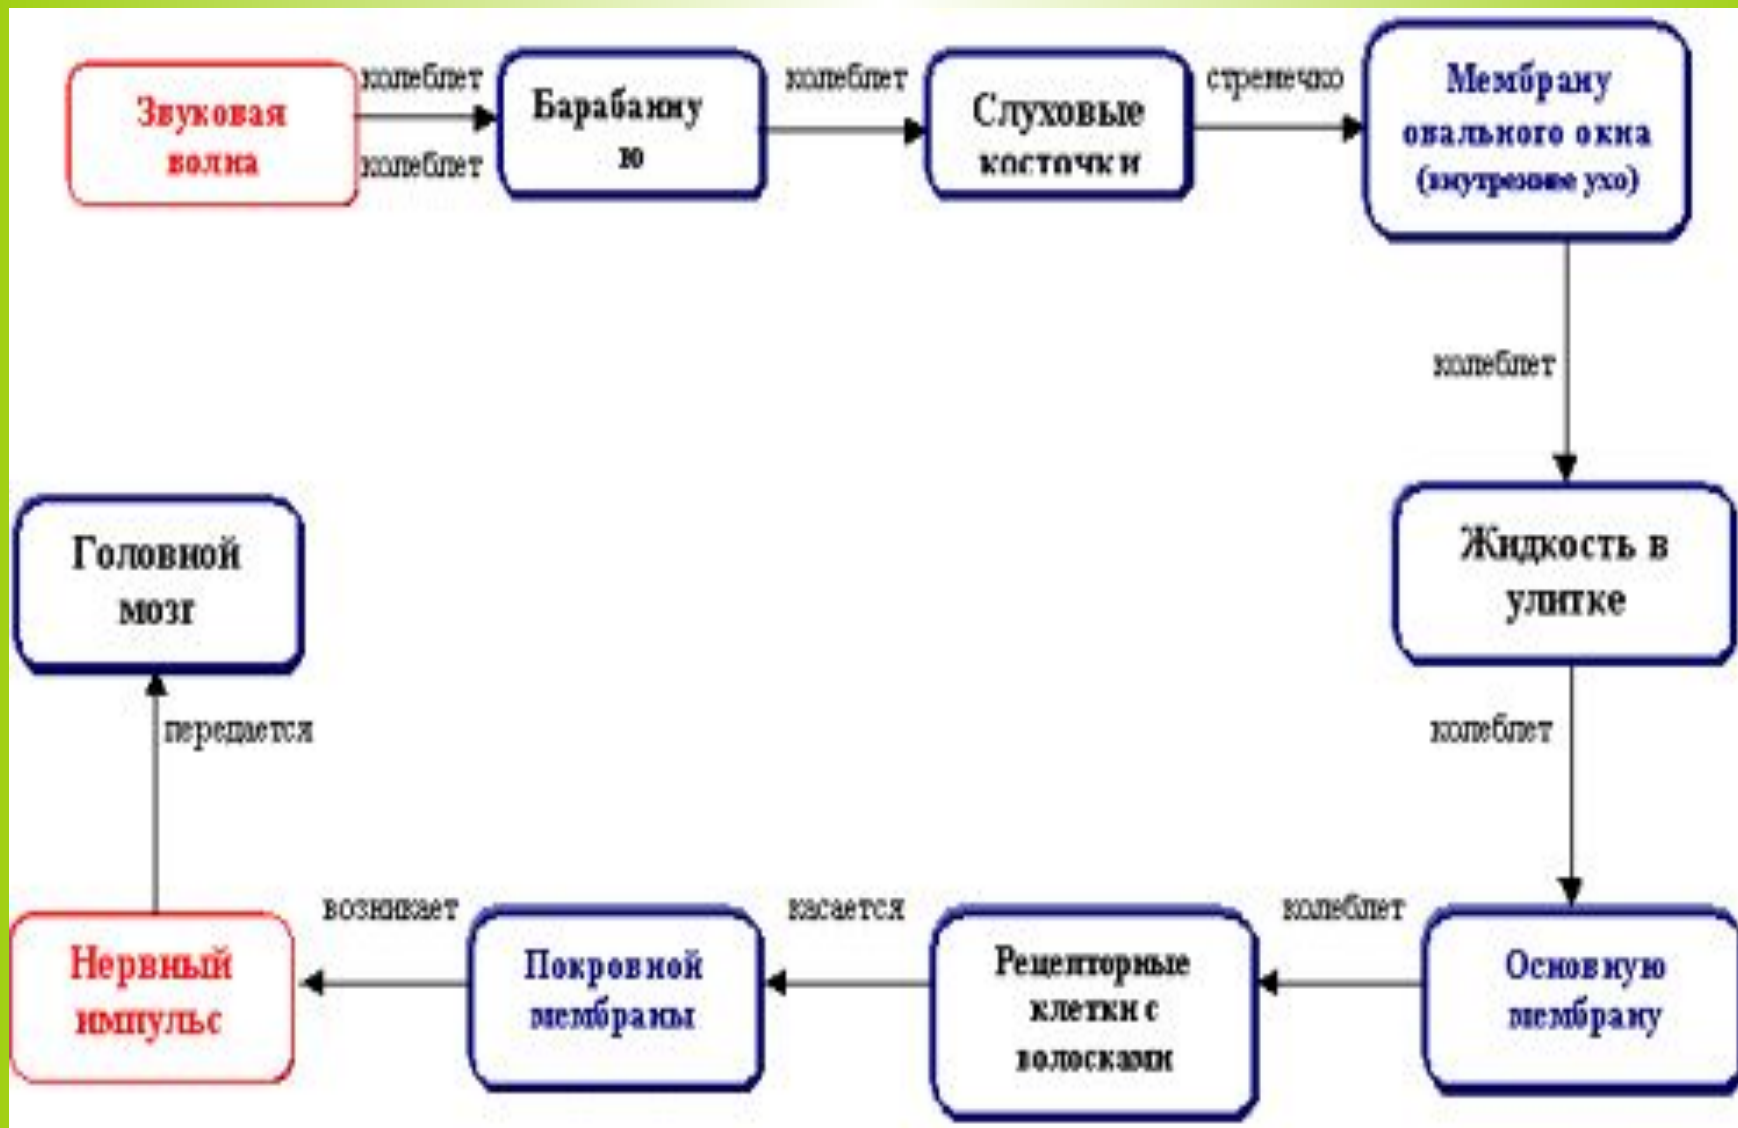 Звуковая
волна
колеблет
колеблет
Барабанну
ю
колеблет
Слуховые
косточки
стремечко
Мембрану
овального окна
(внутреннее ухо)
колеблет
Жидкость в
улитке
колеблет
Основную
мембрану
колеблет
Рецепторные
клетки с
волосками
касается
Покровной
мембраны
возникает
Нервный
импульс
передается
Головной
мозг